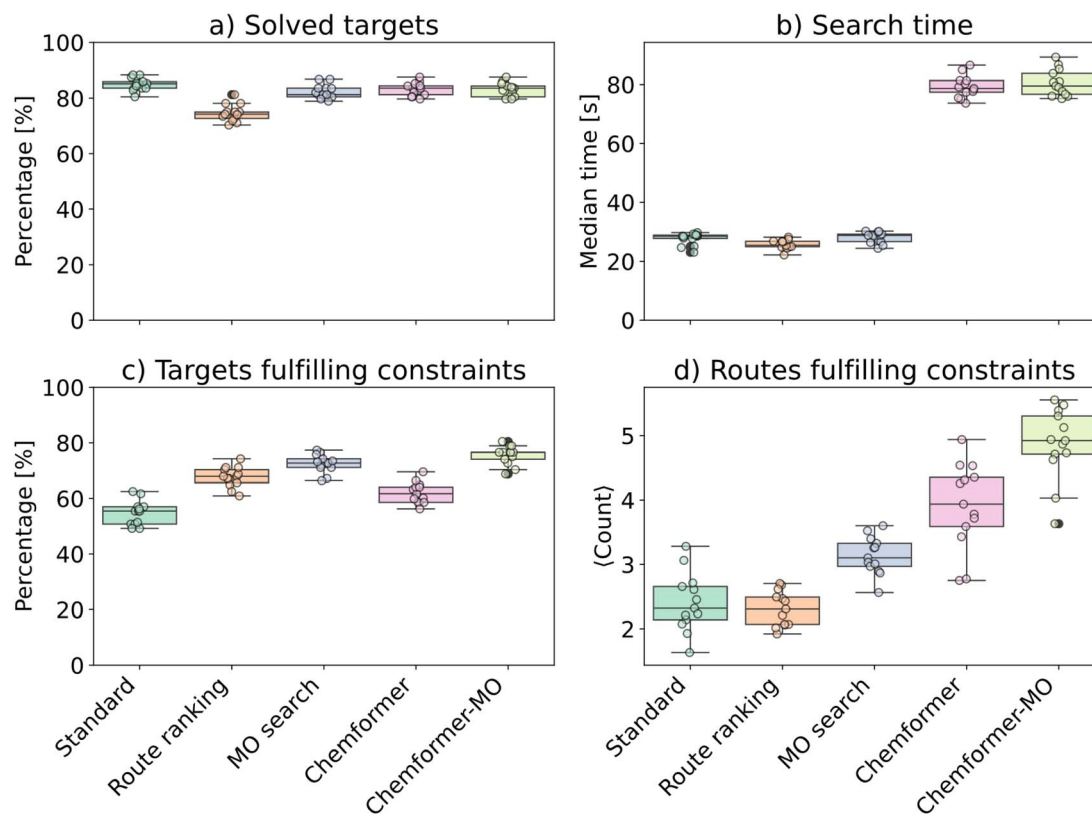 a) Solved targets
Percentage [%]
100
80
60
40
20
0
b) Search time
Median time [s]
80
60
40
20
0
c) Targets fulfilling constraints
Percentage [%]
100
80
60
40
20
0
Standard
Route ranking
MO search
Chemformer
Chemformer-MO
d) Routes fulfilling constraints
⟨Count⟩
5
4
3
2
Standard
Route ranking
MO search
Chemformer
Chemformer-MO